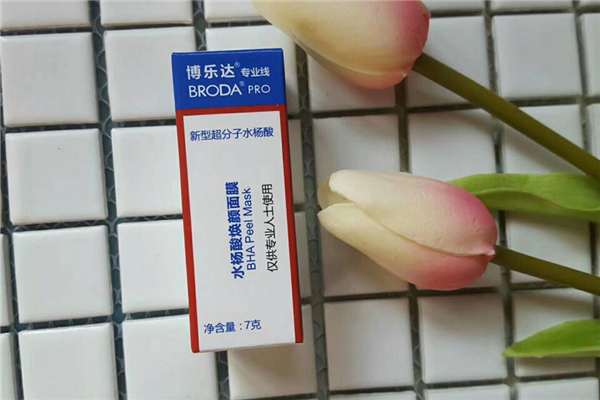 博乐达® 专业线
BRODA® PRO
新型超分子水杨酸
水杨酸焕颜面膜
BHA Peel Mask
仅供专业人士使用
净含量：7克